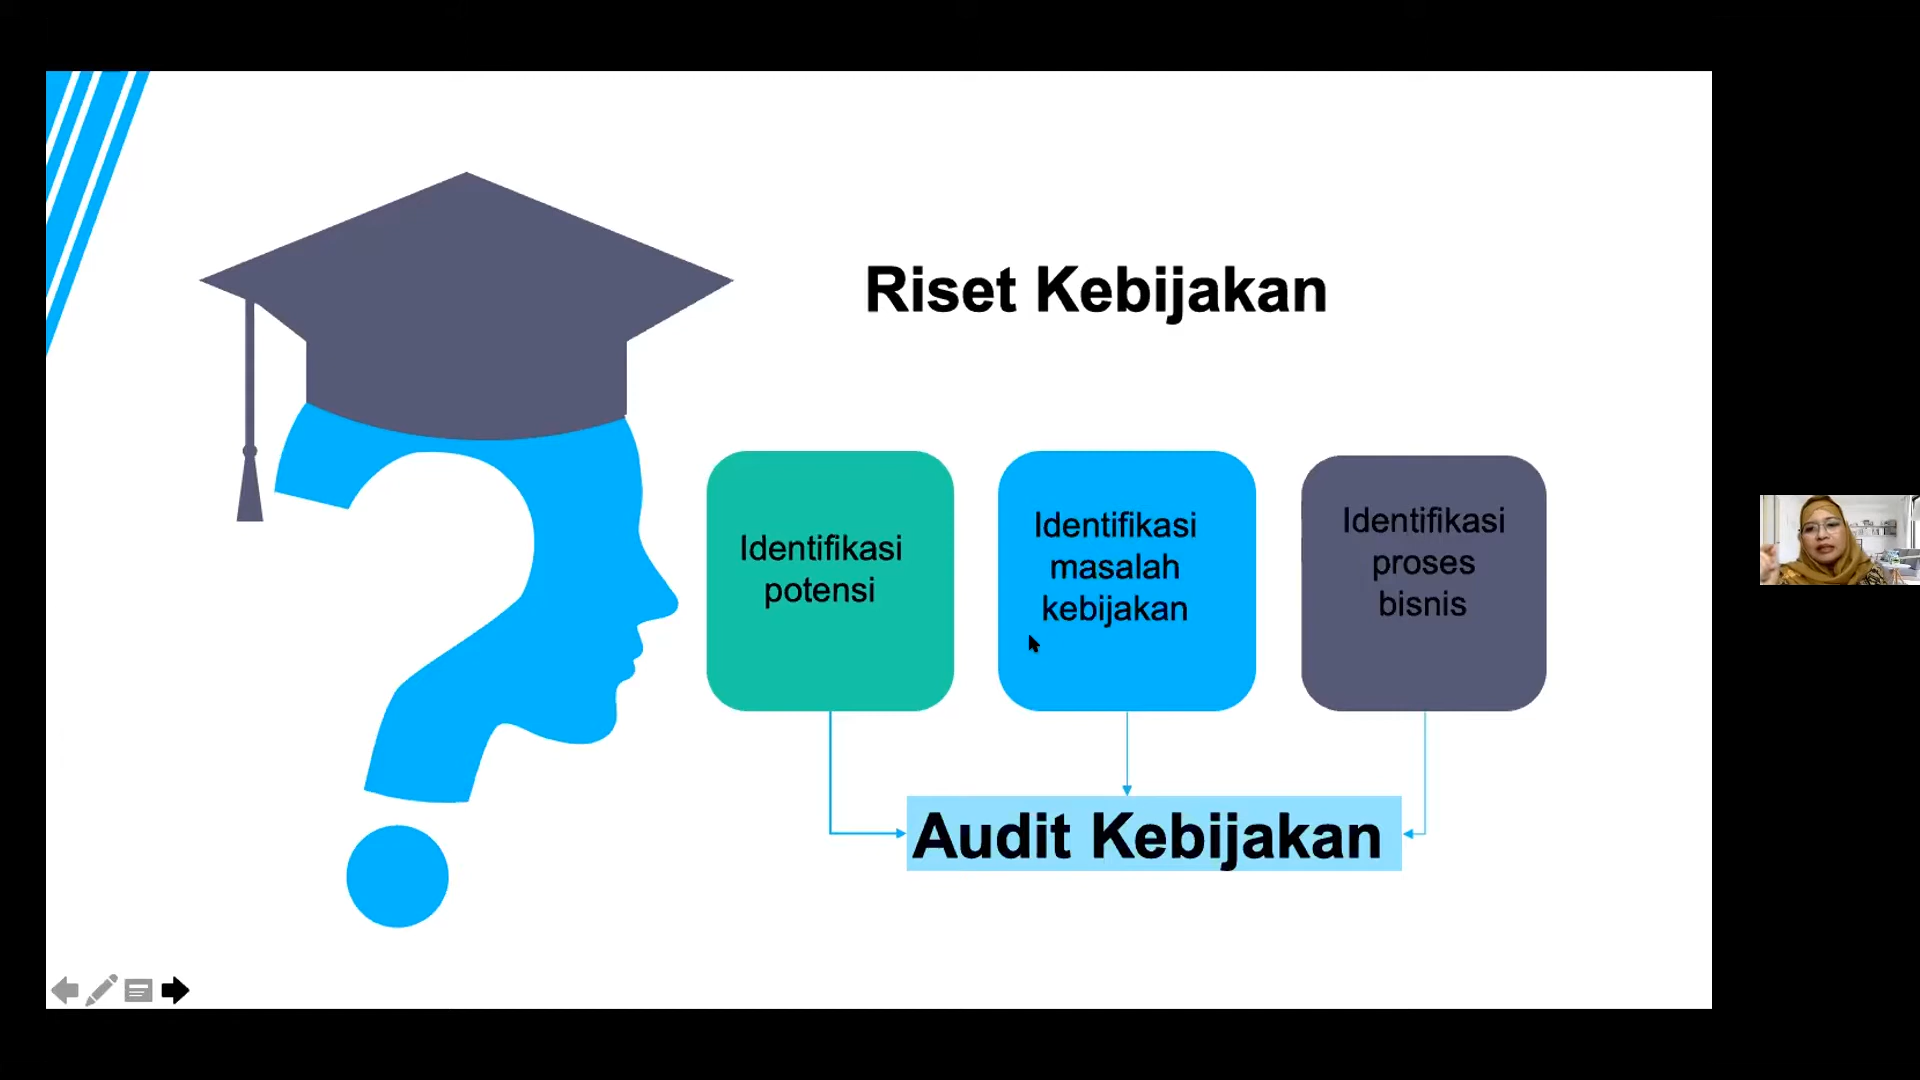 Riset Kebijakan
Identifikasi
potensi
Identifikasi
masalah
kebijakan
Identifikasi
proses
bisnis
Audit Kebijakan